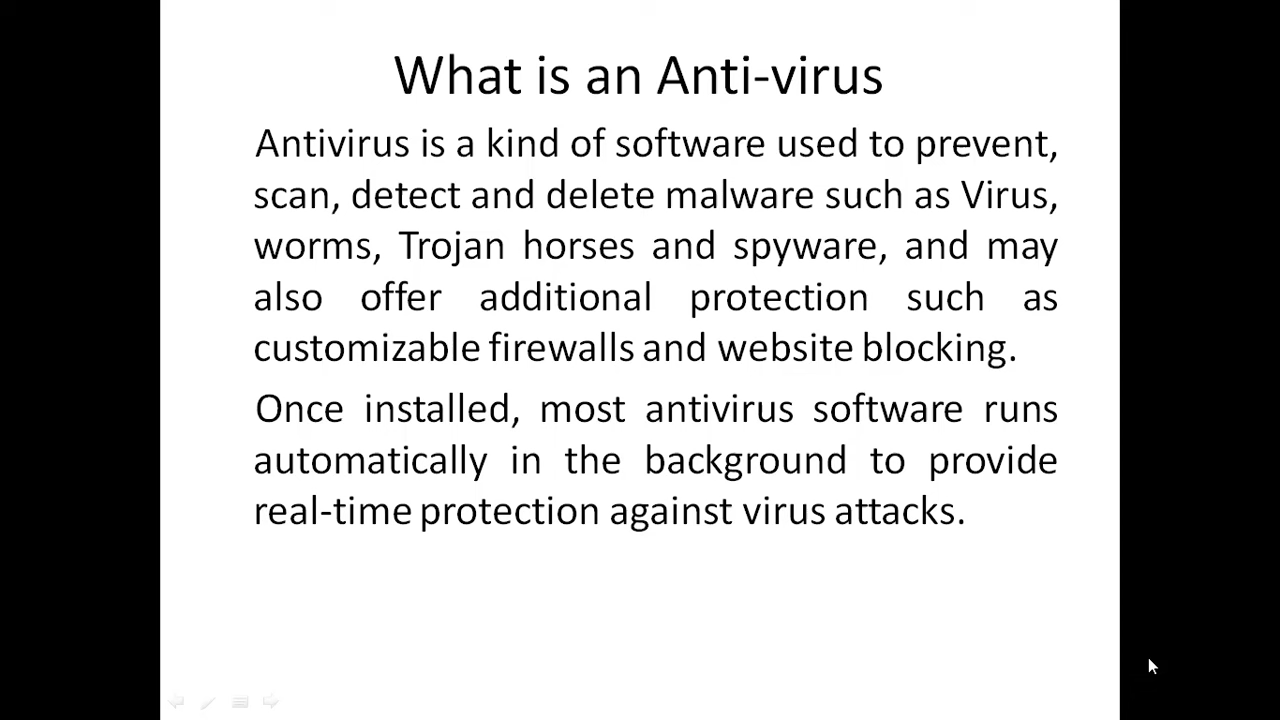 What is an Anti-virus
Antivirus is a kind of software used to prevent,
scan, detect and delete malware such as Virus,
worms, Trojan horses and spyware, and may
also offer additional protection such as
customizable firewalls and website blocking.
Once installed, most antivirus software runs
automatically in the background to provide
real-time protection against virus attacks.